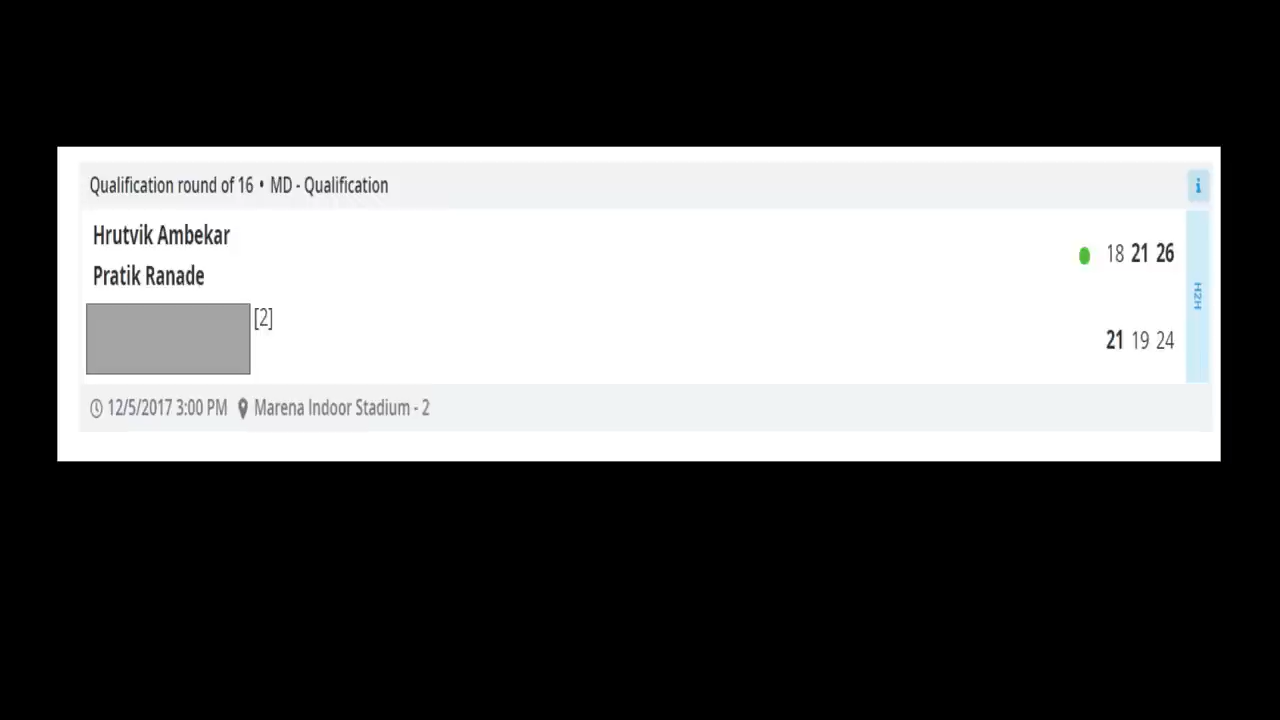 Qualification round of 16 • MD - Qualification
i
Hrutvik Ambekar
Pratik Ranade
18 21 26
[2]
21 19 24
H2H
12/5/2017 3:00 PM Marena Indoor Stadium - 2